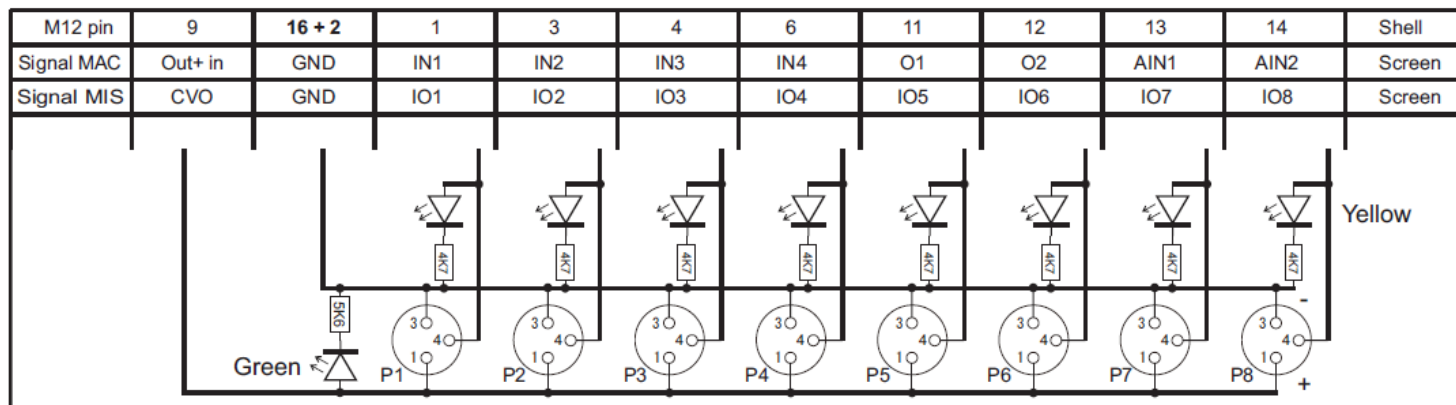 M12 pin 9 16 + 2 1 3 4 6 11 12 13 14 Shell
Signal MAC Out+ in GND IN1 IN2 IN3 IN4 O1 O2 AIN1 AIN2 Screen
Signal MIS CVO GND IO1 IO2 IO3 IO4 IO5 IO6 IO7 IO8 Screen
Yellow
4K7 4K7 4K7 4K7 4K7 4K7 4K7 4K7
-
5K6
3 3 3 3 3 3 3 3
4 4 4 4 4 4 4 4
1 1 1 1 1 1 1 1
Green
P1 P2 P3 P4 P5 P6 P7 P8
+